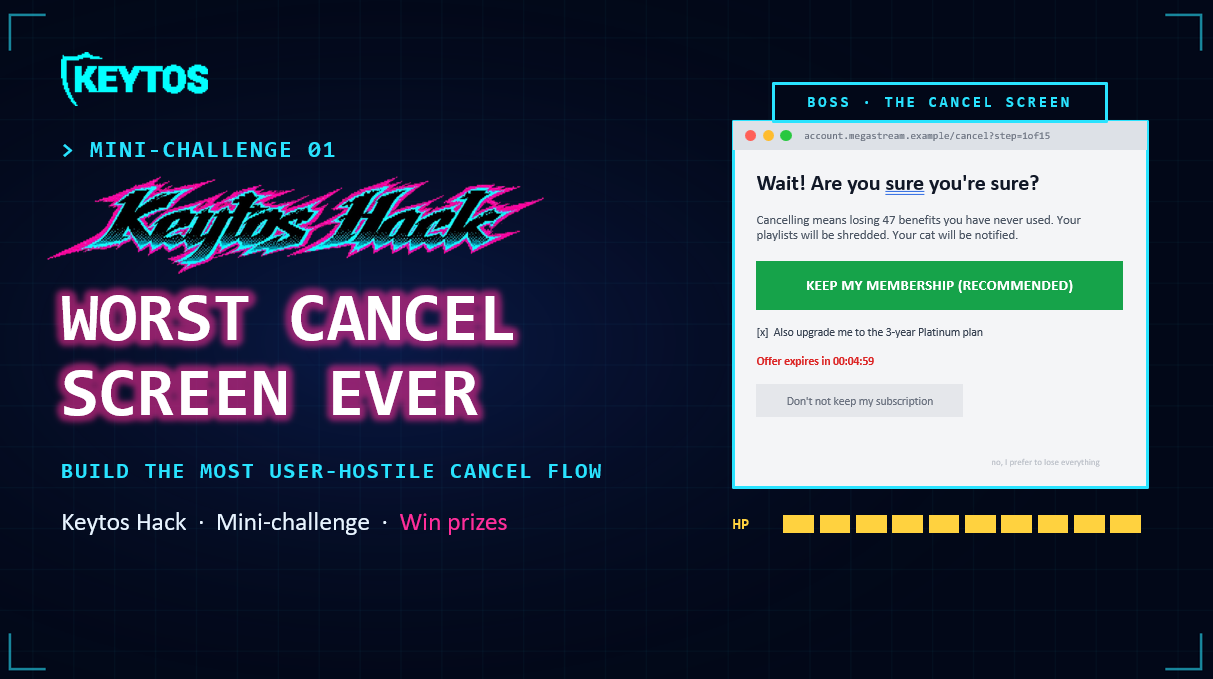 KEYTOS
> MINI-CHALLENGE 01
Keytos Hack
WORST CANCEL
SCREEN EVER
BUILD THE MOST USER-HOSTILE CANCEL FLOW
Keytos Hack · Mini-challenge · Win prizes
BOSS · THE CANCEL SCREEN
account.megastream.example/cancel?step=1of15
Wait! Are you sure you're sure?
Cancelling means losing 47 benefits you have never used. Your
playlists will be shredded. Your cat will be notified.
KEEP MY MEMBERSHIP (RECOMMENDED)
[x] Also upgrade me to the 3-year Platinum plan
Offer expires in 00:04:59
Don't not keep my subscription
no, I prefer to lose everything
HP